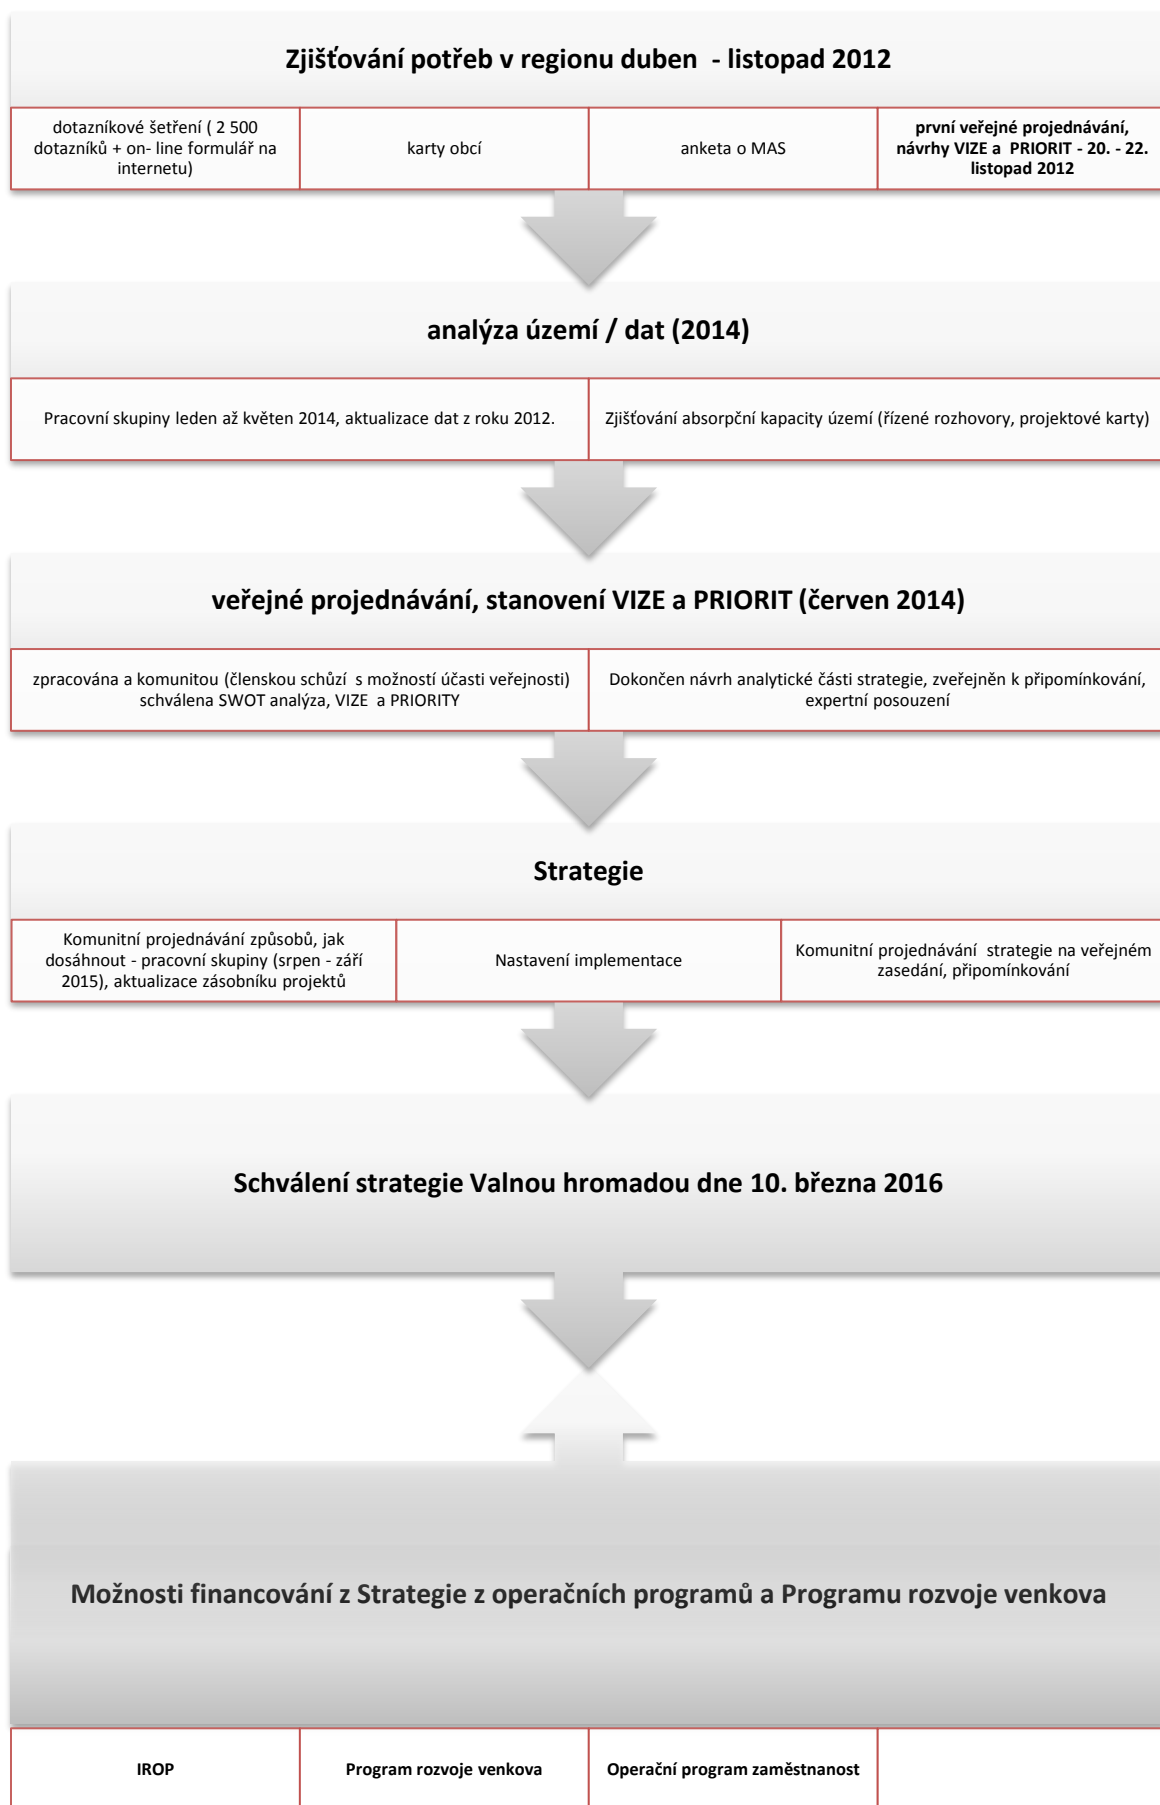 Zjišťování potřeb v regionu duben  - listopad 2012
dotazníkové šetření ( 2 500
dotazníků + on- line formulář na
internetu)
karty obcí
anketa o MAS
první veřejné projednávání,
návrhy VIZE a  PRIORIT - 20. - 22.
listopad 2012
analýza území / dat (2014)
Pracovní skupiny leden až květen 2014, aktualizace dat z roku 2012.
Zjišťování absorpční kapacity území (řízené rozhovory, projektové karty)
veřejné projednávání, stanovení VIZE a PRIORIT (červen 2014)
zpracována a komunitou (členskou schůzí  s možností účasti veřejnosti)
schválena SWOT analýza, VIZE  a PRIORITY
Dokončen návrh analytické části strategie, zveřejněn k připomínkování,
expertní posouzení
Strategie
Komunitní projednávání způsobů, jak
dosáhnout - pracovní skupiny (srpen - září
2015), aktualizace zásobníku projektů
Nastavení implementace
Komunitní projednávání  strategie na veřejném
zasedání, připomínkování
Schválení strategie Valnou hromadou dne 10. března 2016
Možnosti financování z Strategie z operačních programů a Programu rozvoje venkova
IROP
Program rozvoje venkova
Operační program zaměstnanost